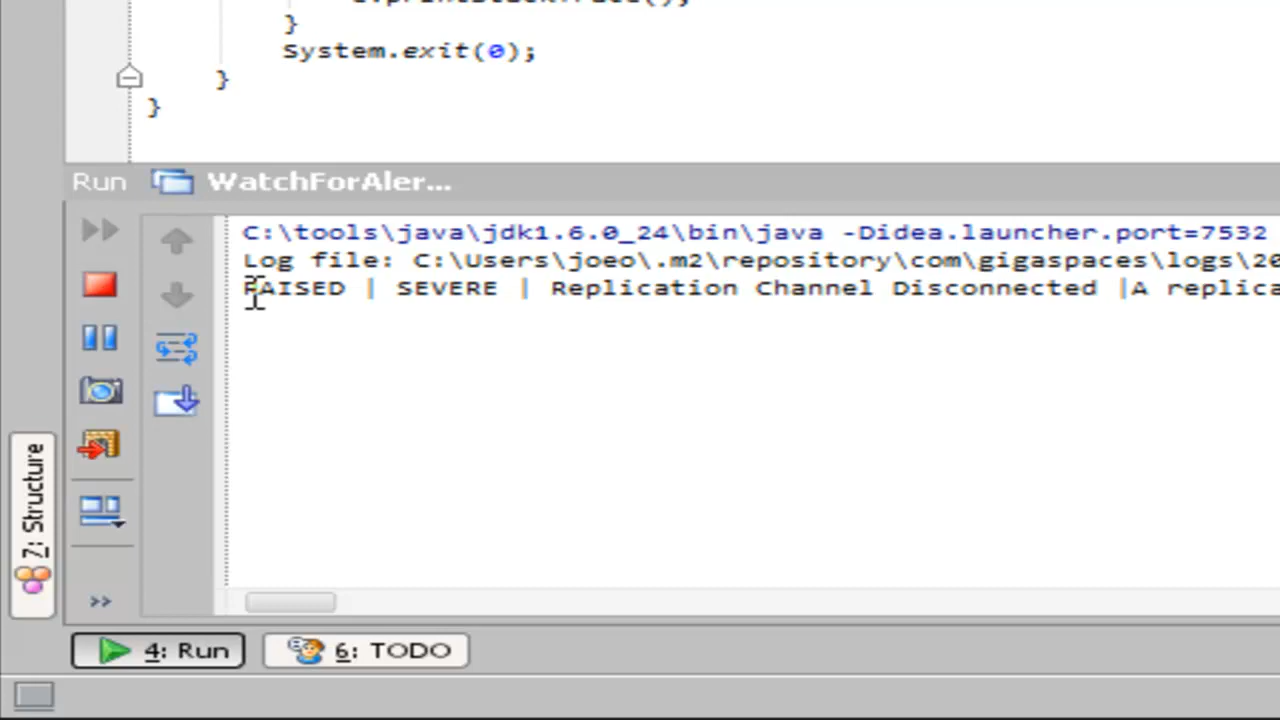 }
System.exit(0);
}
}
Run WatchForAler...
C:\tools\java\jdk1.6.0_24\bin\java -Didea.launcher.port=7532
Log file: C:\Users\joeo\.m2\repository\com\gigaspaces\logs\20
RAISED | SEVERE | Replication Channel Disconnected |A replica
7: Structure
>>
4: Run 6: TODO